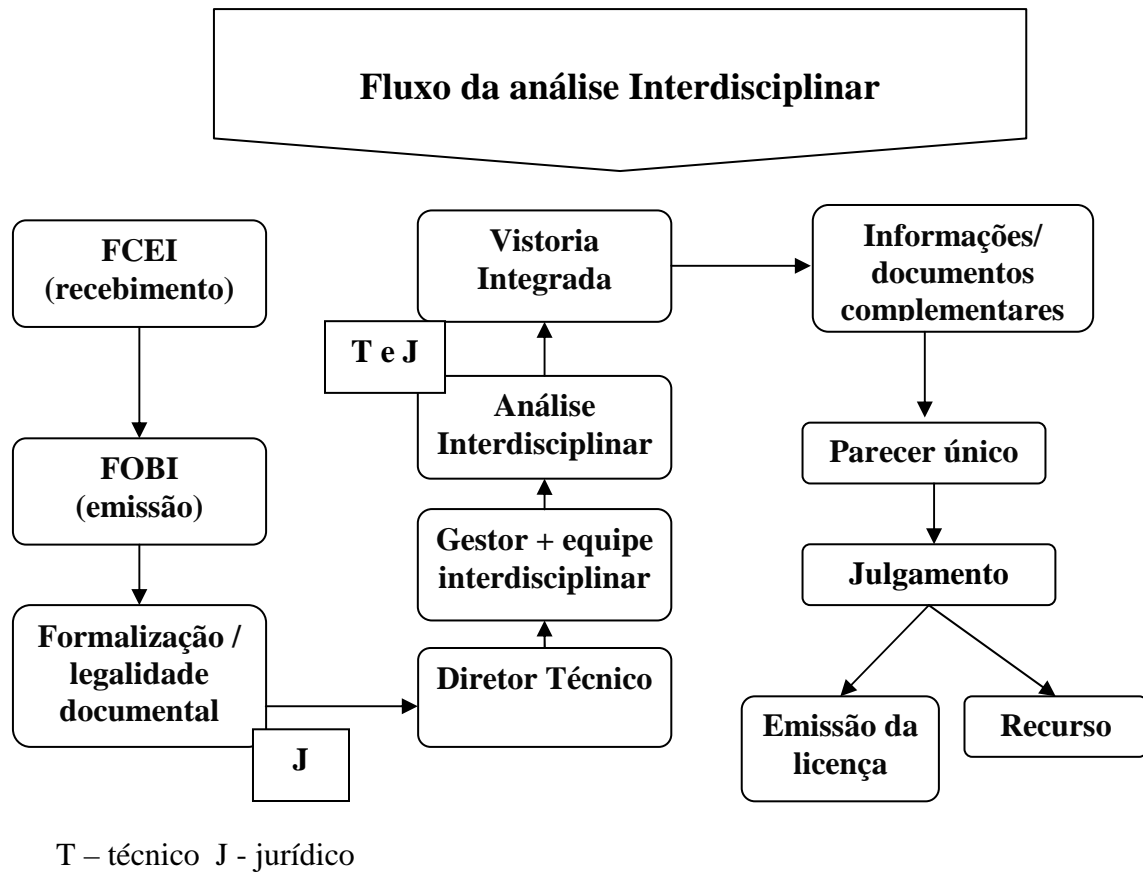 Fluxo da análise Interdisciplinar
FCEI
(recebimento)
FOBI
(emissão)
Formalização /
legalidade
documental
J
Diretor Técnico
Gestor + equipe
interdisciplinar
Análise
Interdisciplinar
T e J
Vistoria
Integrada
Informações/
documentos
complementares
Parecer único
Julgamento
Emissão da
licença
Recurso
T – técnico J - jurídico